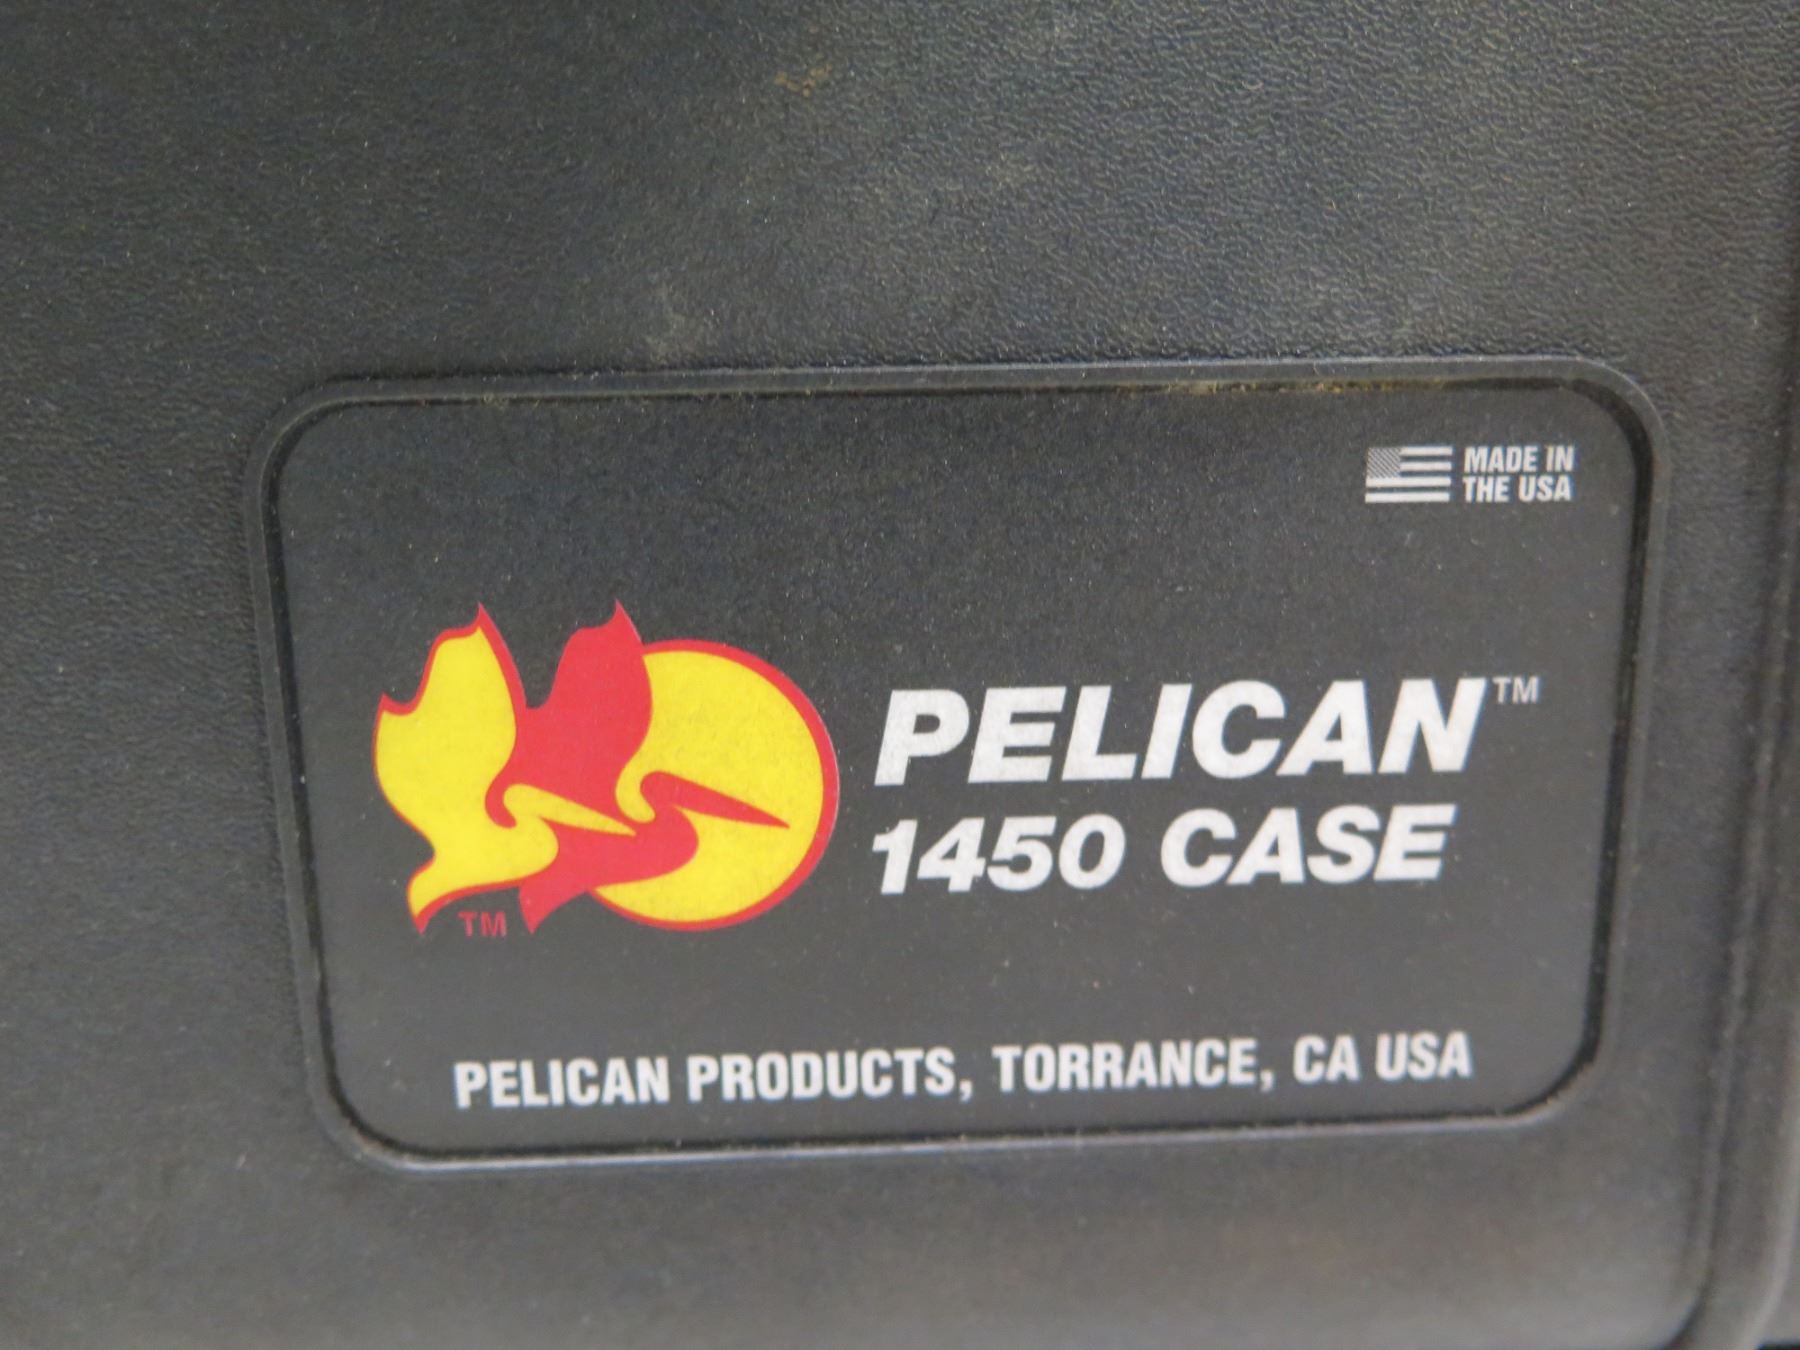 MADE IN
THE USA
PELICAN™
1450 CASE
TM
PELICAN PRODUCTS, TORRANCE, CA USA